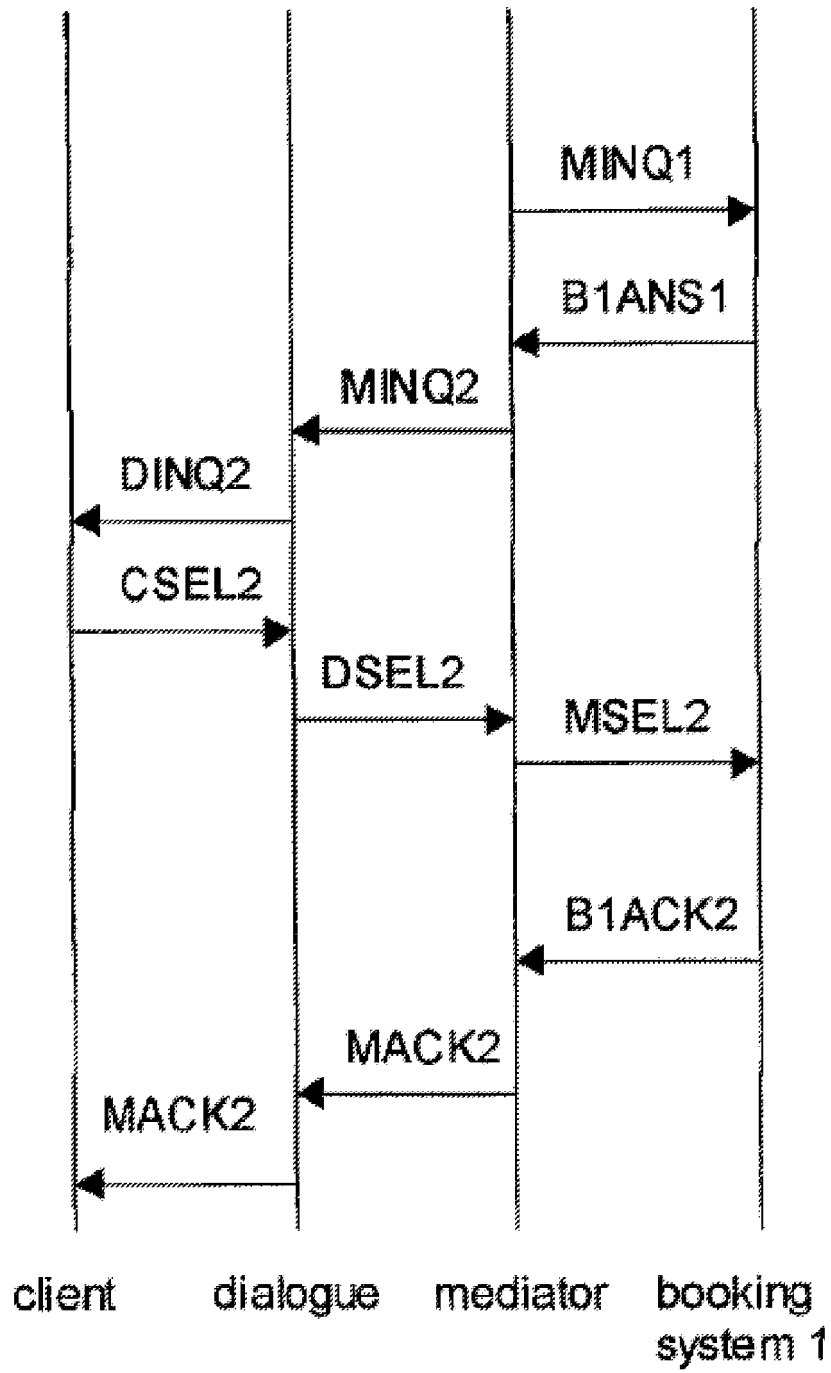 MINQ1
B1ANS1
MINQ2
DINQ2
CSEL2
DSEL2
MSEL2
B1ACK2
MACK2
MACK2
client dialogue mediator booking
system 1